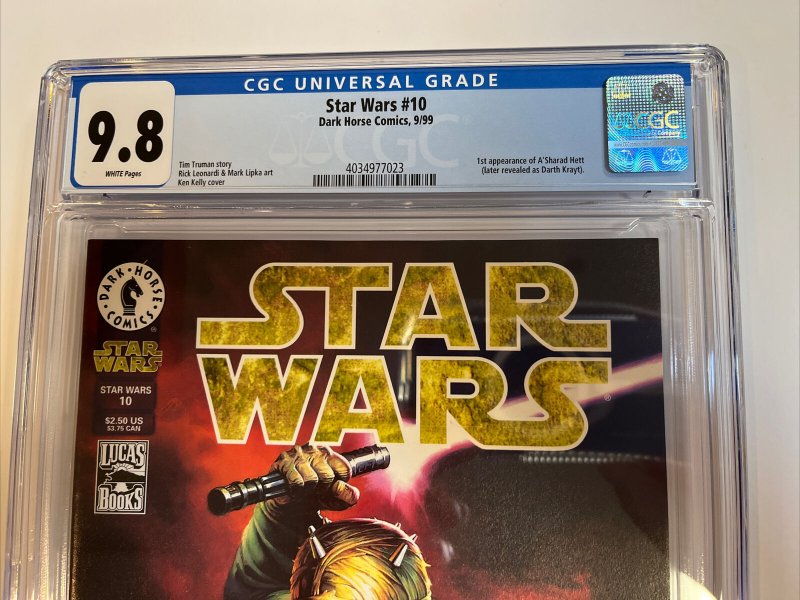 CGC UNIVERSAL GRADE
9.8
WHITE Pages
Star Wars #10
Dark Horse Comics, 9/99
Tim Truman story
Rick Leonardi & Mark Lipka art
Ken Kelly cover
4034977023
1st appearance of A'Sharad Hett
(later revealed as Darth Krayt).
CGC
CGC
DARK HORSE COMICS
®
STAR
WARS
STAR WARS
10
$2.50 US
$3.75 CAN
LUCAS
BOOKS
STAR
WARS
®